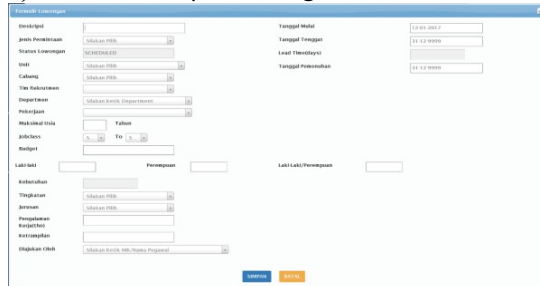 Formulir Lowongan
Deskripsi
Tanggal Mulai 13-01-2017
Jenis Permintaan Silakan Pilih
Tanggal Tenggat 31-12-9999
Status Lowongan SCHEDULED
Lead Time(days)
Unit Silakan Pilih
Tanggal Pemenuhan 31-12-9999
Cabang Silakan Pilih
Tim Rekrutmen
Departmen Silakan Ketik Department
Pekerjaan
Maksimal Usia Tahun
Jobclass To
Budget
Laki-laki Perempuan Laki-Laki/Perempuan
Kebutuhan
Tingkatan Silakan Pilih
Jurusan Silakan Pilih
Pengalaman
Kerja(thn)
Ketrampilan
Diajukan Oleh Silakan Ketik NIK/Nama Pegawai
SIMPAN BATAL